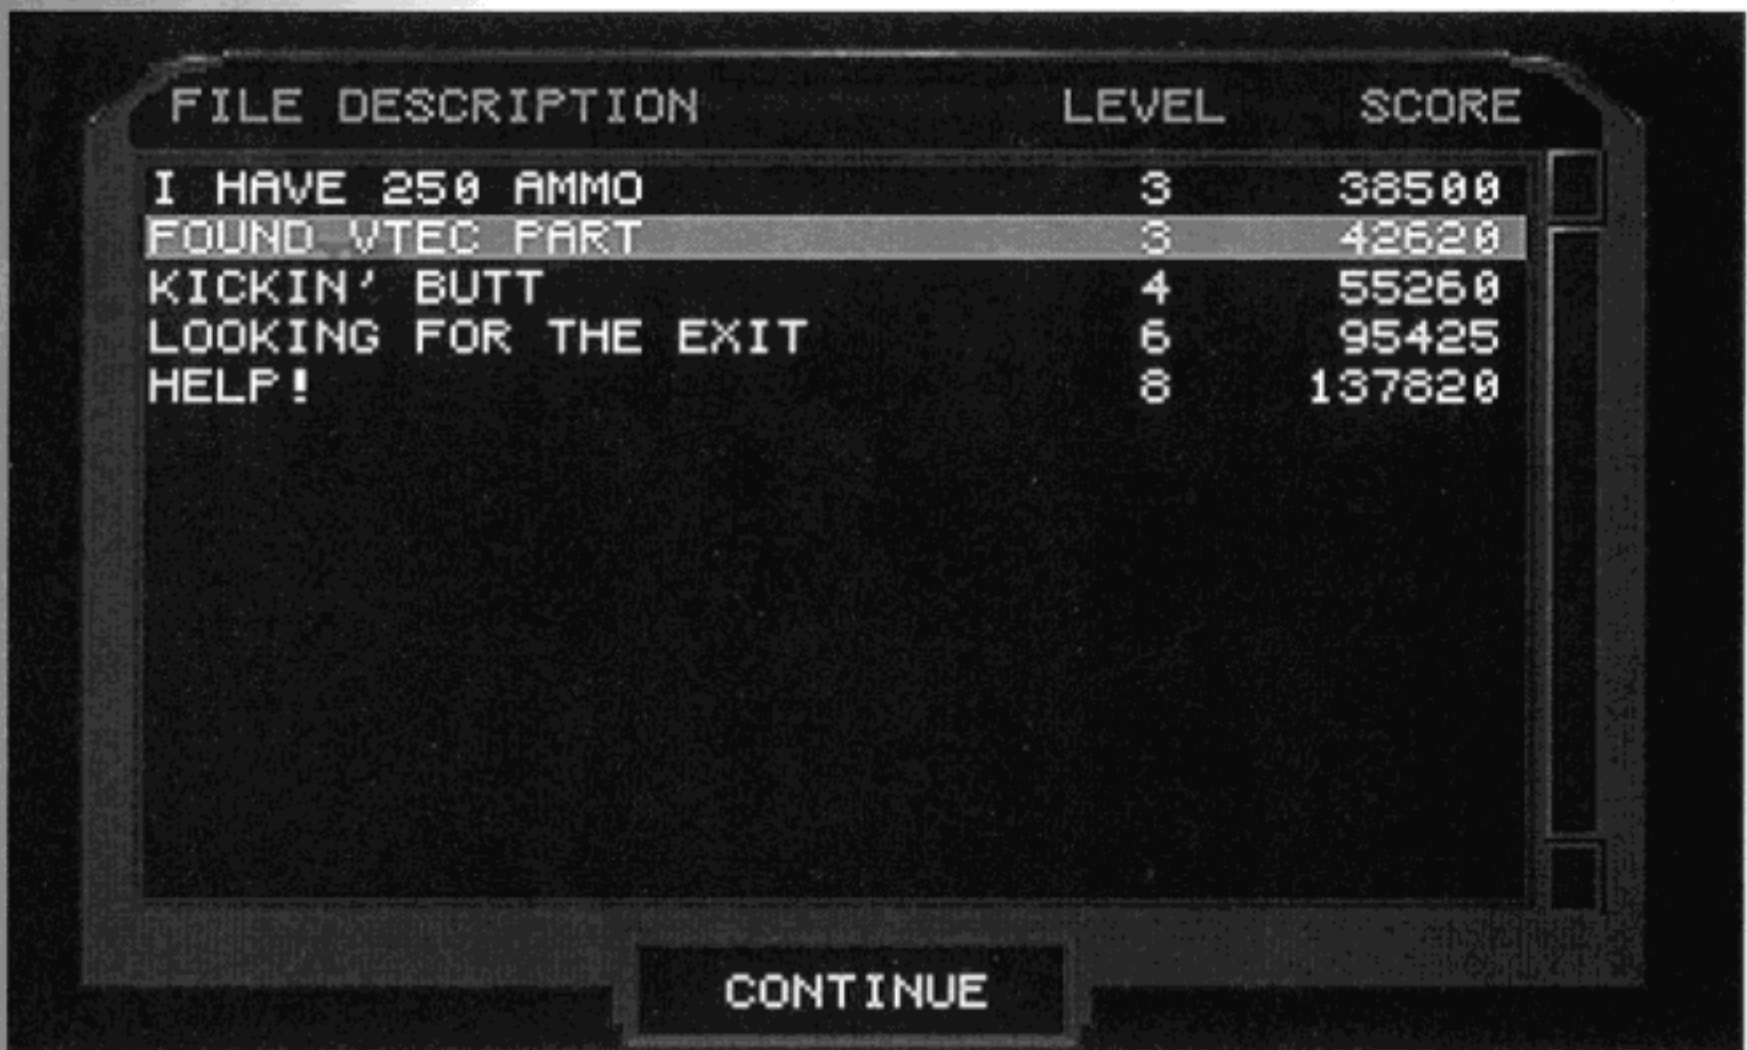 FILE DESCRIPTION LEVEL SCORE
I HAVE 250 AMMO 3 38500
FOUND VTEC PART 3 42620
KICKIN' BUTT 4 55260
LOOKING FOR THE EXIT 6 95425
HELP! 8 137820
CONTINUE